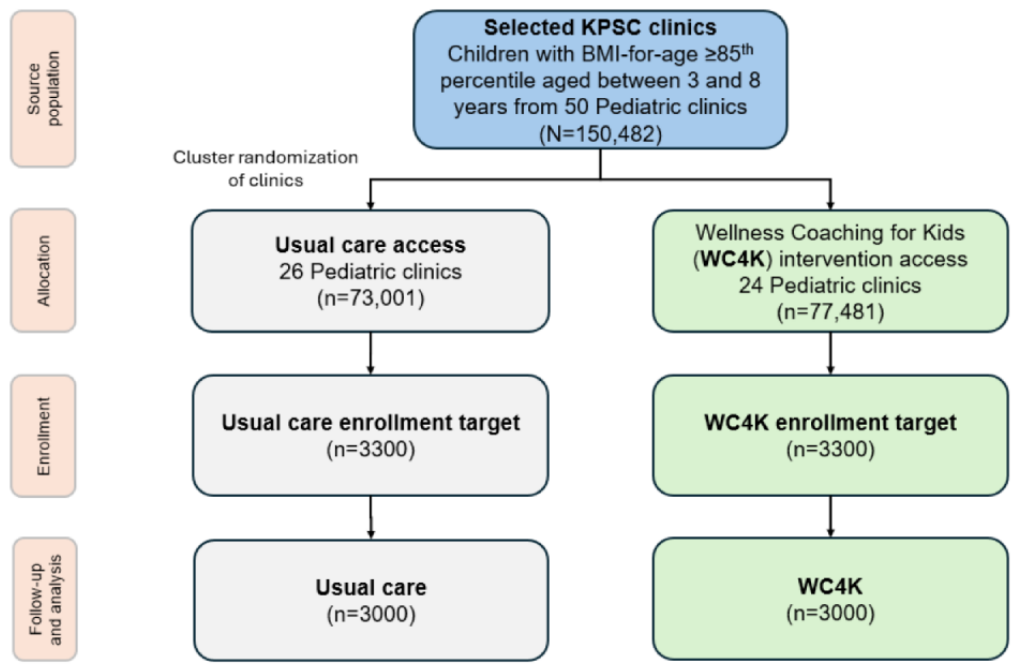 Source
population
Selected KPSC clinics
Children with BMI-for-age ≥85th
percentile aged between 3 and 8
years from 50 Pediatric clinics
(N=150,482)
Cluster randomization
of clinics
Allocation
Usual care access
26 Pediatric clinics
(n=73,001)
Wellness Coaching for Kids
(WC4K) intervention access
24 Pediatric clinics
(n=77,481)
Enrollment
Usual care enrollment target
(n=3300)
WC4K enrollment target
(n=3300)
Follow-up
and analysis
Usual care
(n=3000)
WC4K
(n=3000)